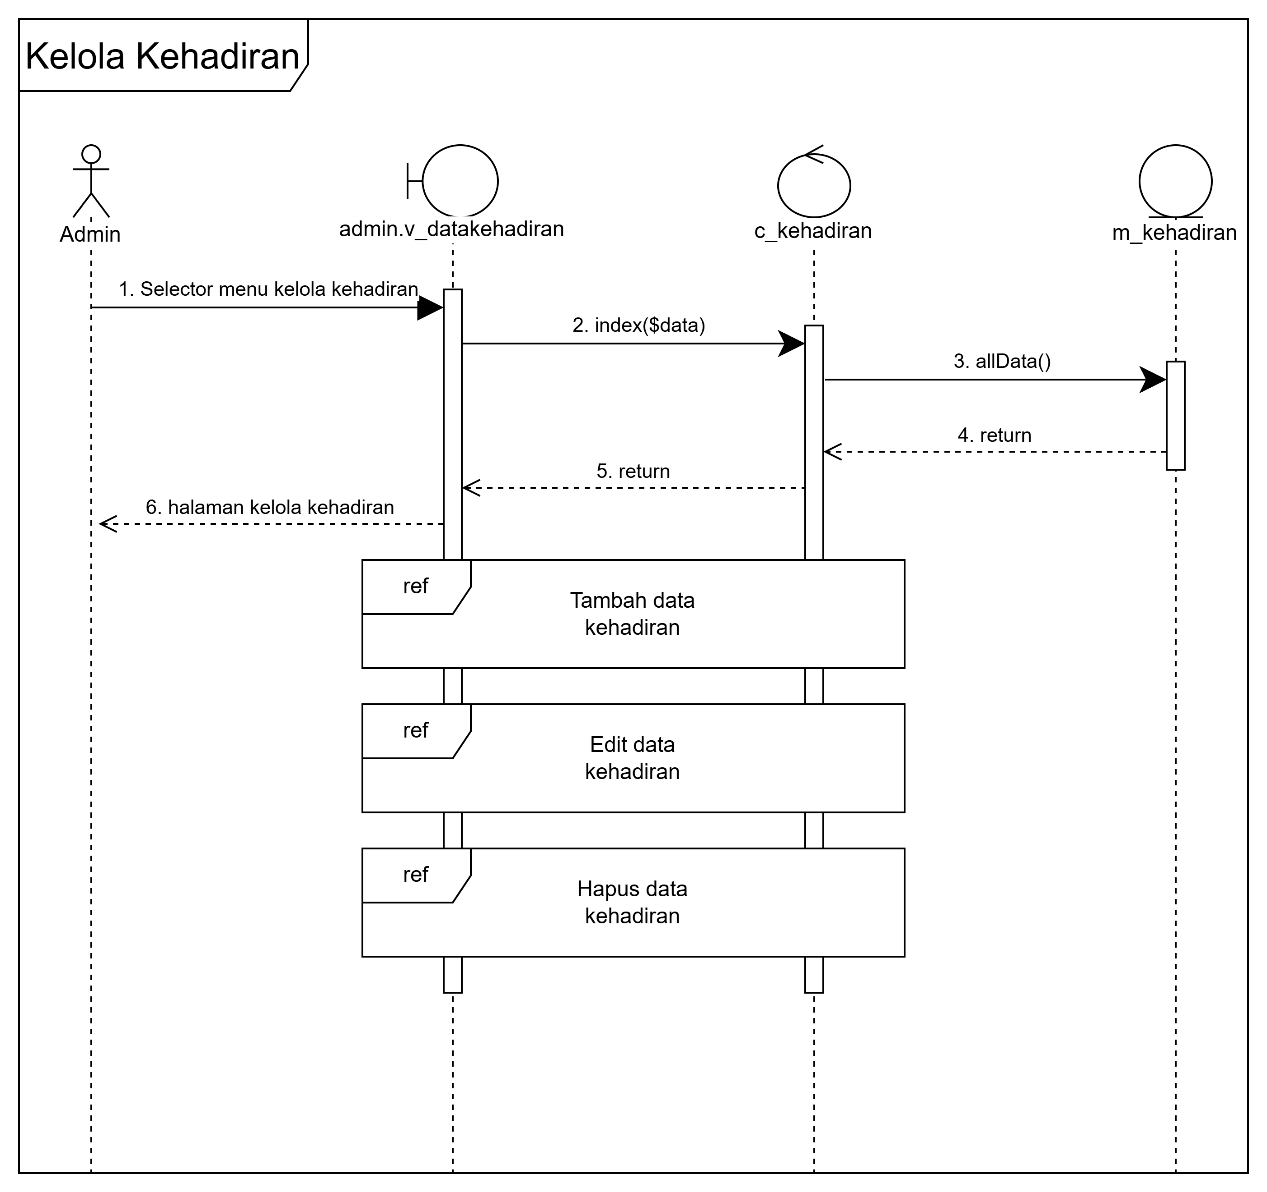 Kelola Kehadiran
Admin
admin.v_datakehadiran
c_kehadiran
m_kehadiran
1. Selector menu kelola kehadiran
2. index($data)
3. allData()
4. return
5. return
6. halaman kelola kehadiran
ref
Tambah data
kehadiran
ref
Edit data
kehadiran
ref
Hapus data
kehadiran